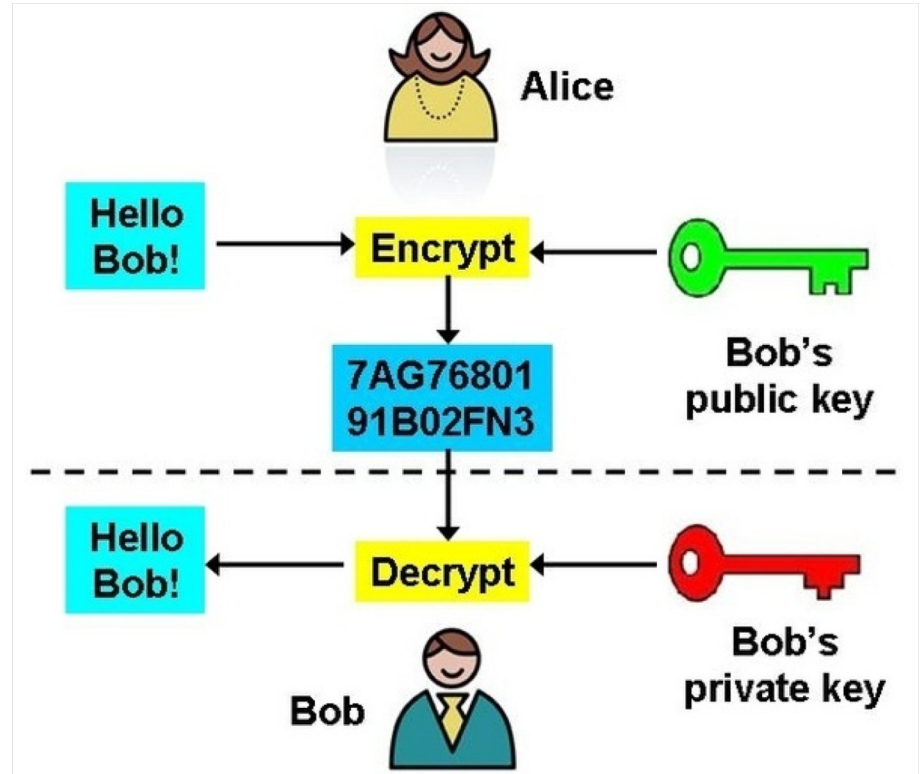 Alice
Hello
Bob!
Encrypt
Bob's
public key
7AG76801
91B02FN3
Hello
Bob!
Decrypt
Bob's
private key
Bob